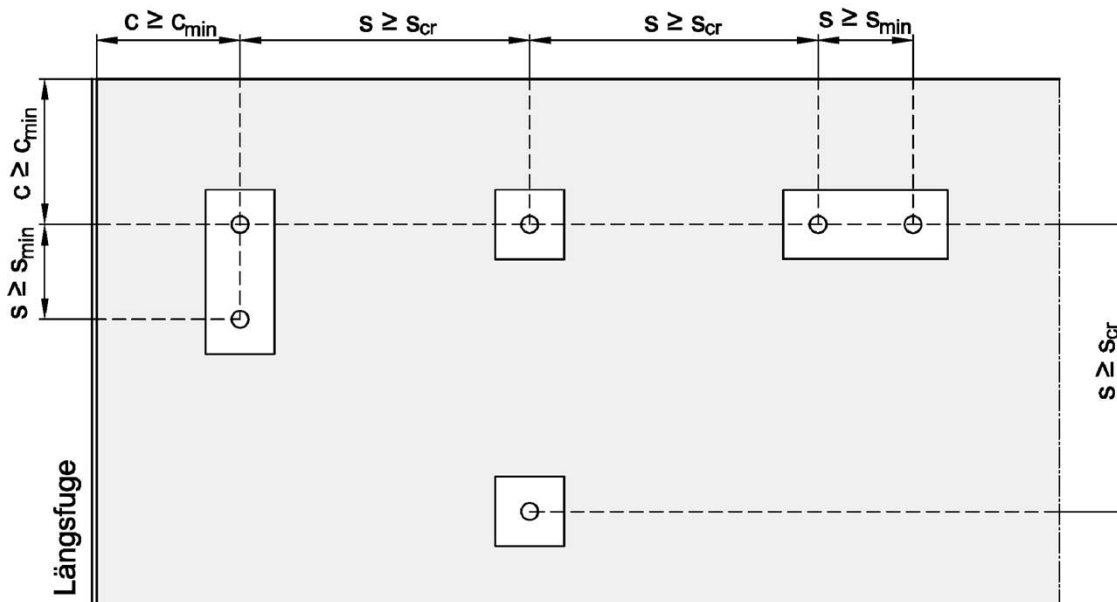 c ≥ cmin
s ≥ scr
s ≥ scr
s ≥ smin
c ≥ cmin
s ≥ smin
s ≥ scr
Längsfuge